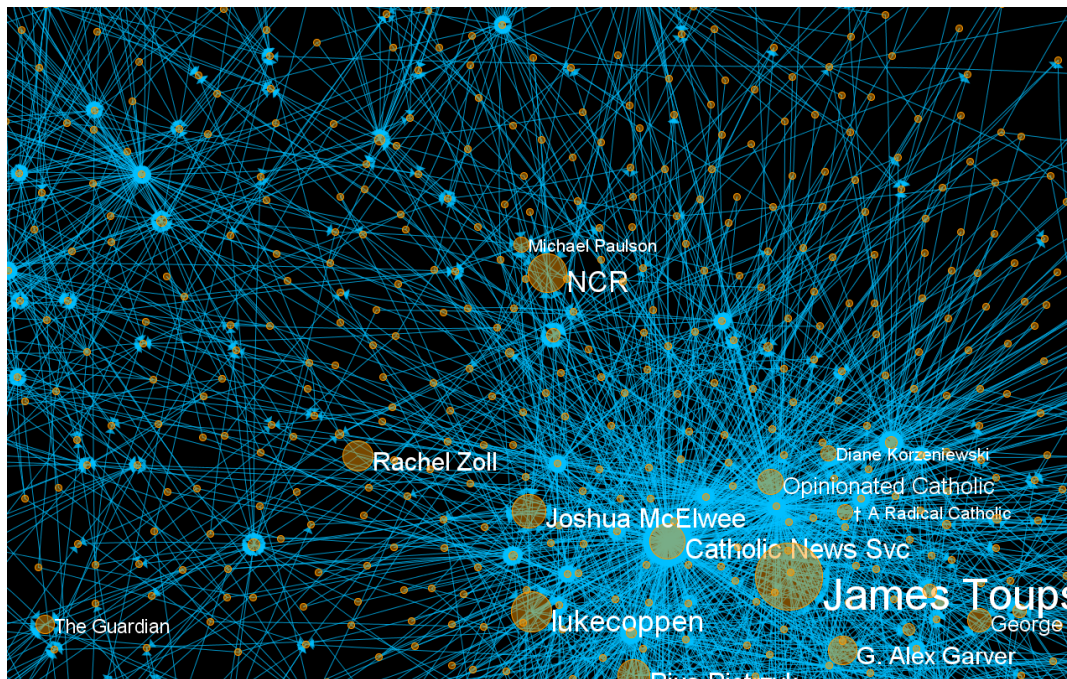 Michael Paulson
NCR
Diane Korzeniewski
Rachel Zoll
Opinionated Catholic
† A Radical Catholic
Joshua McElwee
Catholic News Svc
James Toups
lukecoppen
George
The Guardian
G. Alex Garver